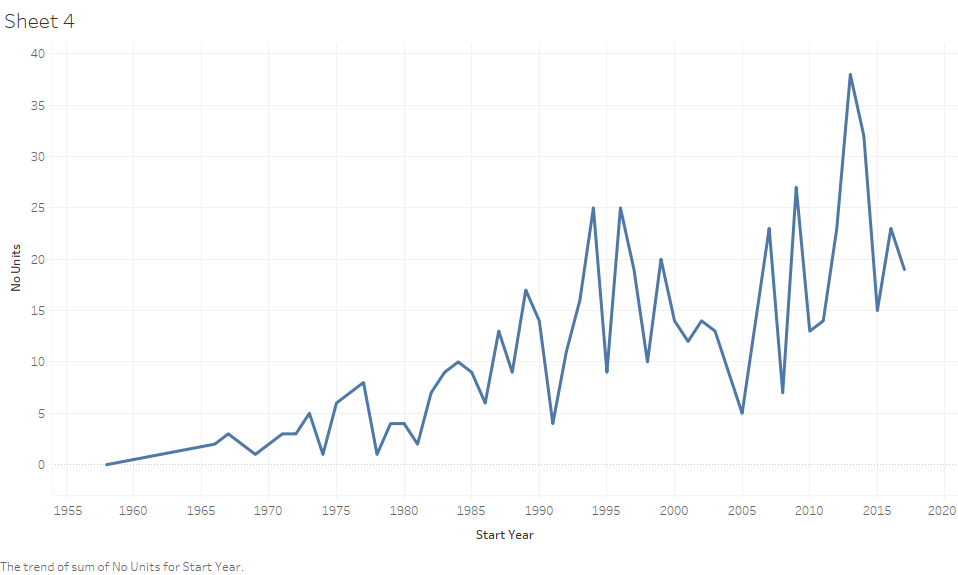 Sheet 4
40
35
30
25
20
15
10
5
0
No Units
1955 1960 1965 1970 1975 1980 1985 1990 1995 2000 2005 2010 2015 2020
Start Year
The trend of sum of No Units for Start Year.